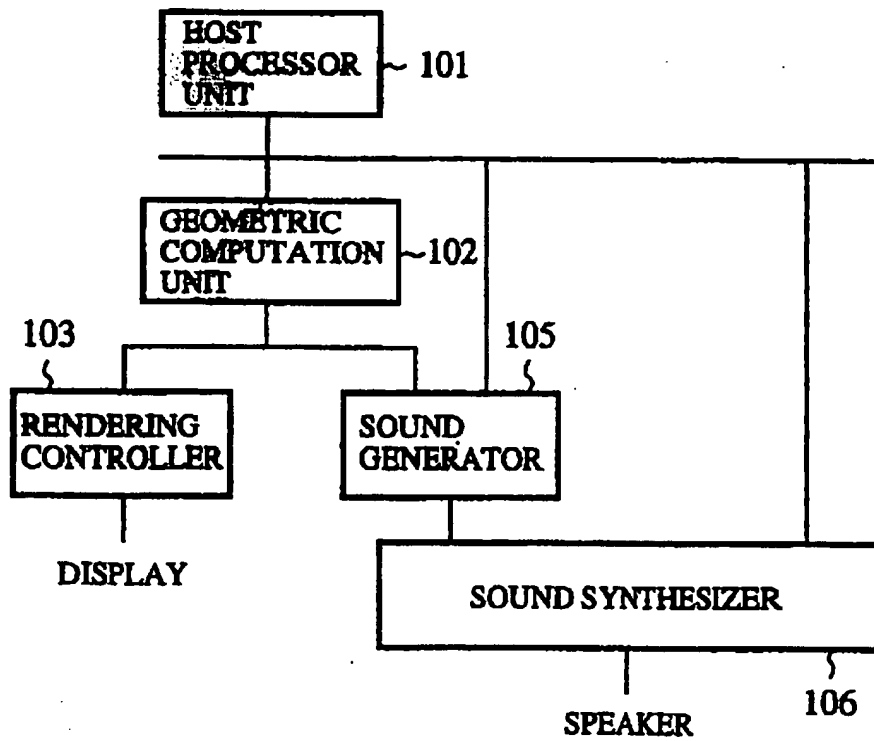 HOST
PROCESSOR
UNIT
101
GEOMETRIC
COMPUTATION
UNIT
102
103
105
RENDERING
CONTROLLER
SOUND
GENERATOR
DISPLAY
SOUND SYNTHESIZER
106
SPEAKER